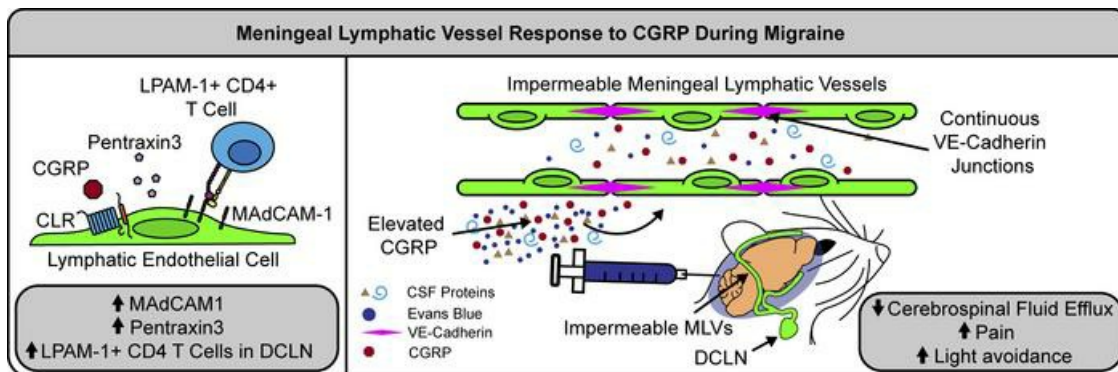 Meningeal Lymphatic Vessel Response to CGRP During Migraine
LPAM-1+ CD4+
T Cell
Pentraxin3
CGRP
CLR
MAdCAM-1
Lymphatic Endothelial Cell
MAdCAM1
Pentraxin3
LPAM-1+ CD4 T Cells in DCLN
Impermeable Meningeal Lymphatic Vessels
Continuous
VE-Cadherin
Junctions
Elevated
CGRP
CSF Proteins
Evans Blue
VE-Cadherin
CGRP
Impermeable MLVs
DCLN
Cerebrospinal Fluid Efflux
Pain
Light avoidance